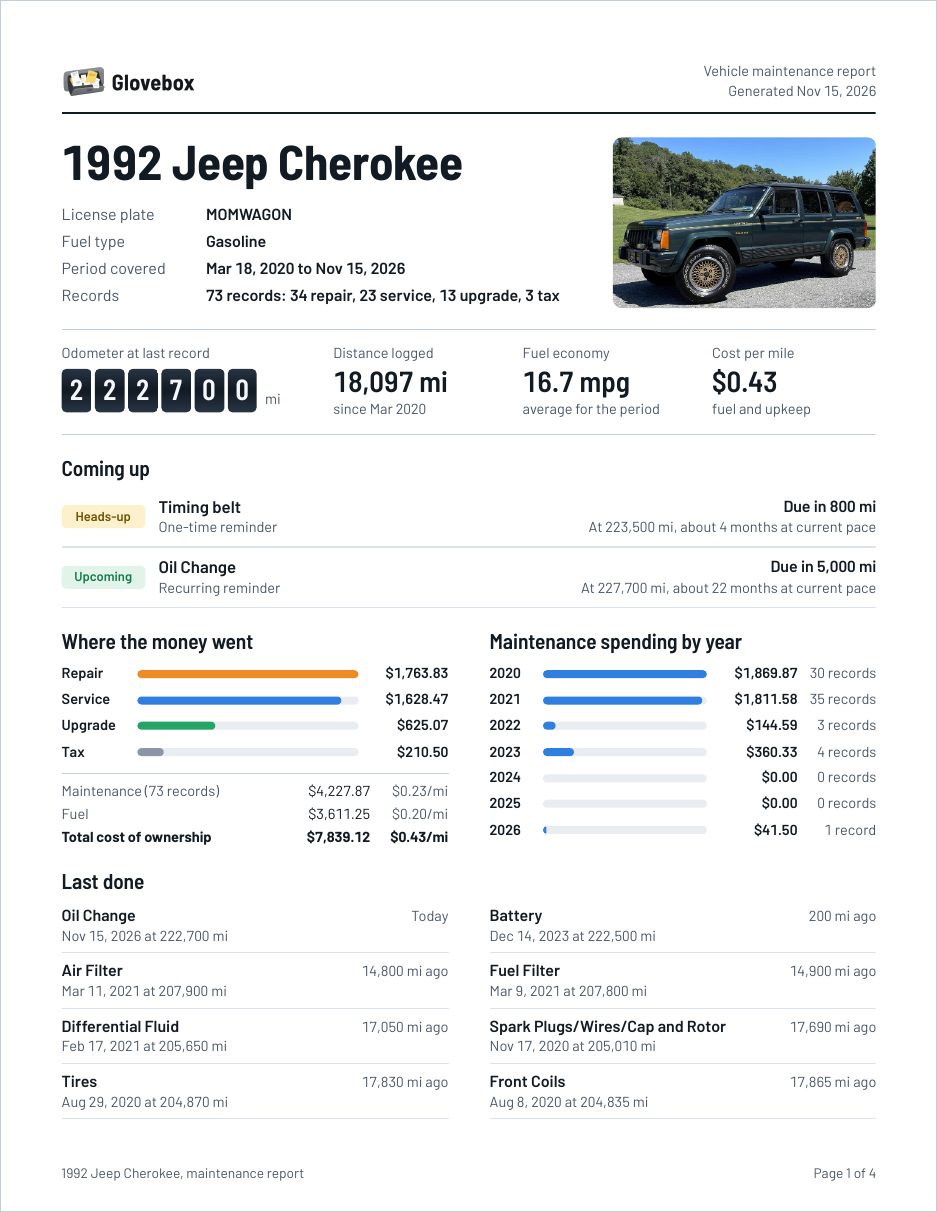 Glovebox
Vehicle maintenance report
Generated Nov 15, 2026
1992 Jeep Cherokee
License plate MOMWAGON
Fuel type Gasoline
Period covered Mar 18, 2020 to Nov 15, 2026
Records 73 records: 34 repair, 23 service, 13 upgrade, 3 tax
Odometer at last record
222700 mi
Distance logged
18,097 mi
since Mar 2020
Fuel economy
16.7 mpg
average for the period
Cost per mile
$0.43
fuel and upkeep
Coming up
Heads-up
Timing belt
One-time reminder
Due in 800 mi
At 223,500 mi, about 4 months at current pace
Upcoming
Oil Change
Recurring reminder
Due in 5,000 mi
At 227,700 mi, about 22 months at current pace
Where the money went
Repair $1,763.83
Service $1,628.47
Upgrade $625.07
Tax $210.50
Maintenance (73 records) $4,227.87 $0.23/mi
Fuel $3,611.25 $0.20/mi
Total cost of ownership $7,839.12 $0.43/mi
Maintenance spending by year
2020 $1,869.87 30 records
2021 $1,811.58 35 records
2022 $144.59 3 records
2023 $360.33 4 records
2024 $0.00 0 records
2025 $0.00 0 records
2026 $41.50 1 record
Last done
Oil Change Today
Nov 15, 2026 at 222,700 mi
Battery 200 mi ago
Dec 14, 2023 at 222,500 mi
Air Filter 14,800 mi ago
Mar 11, 2021 at 207,900 mi
Fuel Filter 14,900 mi ago
Mar 9, 2021 at 207,800 mi
Differential Fluid 17,050 mi ago
Feb 17, 2021 at 205,650 mi
Spark Plugs/Wires/Cap and Rotor 17,690 mi ago
Nov 17, 2020 at 205,010 mi
Tires 17,830 mi ago
Aug 29, 2020 at 204,870 mi
Front Coils 17,865 mi ago
Aug 8, 2020 at 204,835 mi
1992 Jeep Cherokee, maintenance report
Page 1 of 4